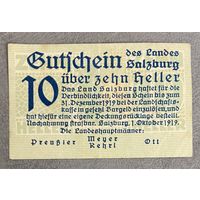 Gutschein des Landes
Salzburg
10 über zehn Heller
Das Land Salzburg haftet für die
Verbindlichkeit, diesen Schein bis zum
31. Dezember 1919 bei der Landschafts-
kasse in gesetzl. Bargeld einzulösen, und
hat hiefür eine eigene Deckung erlegt.
Nachahmung strafbar. Salzburg, 1. Oktober 1919.
Die Landeshauptmänner:
Preußler Meyer Ott
Rehrl